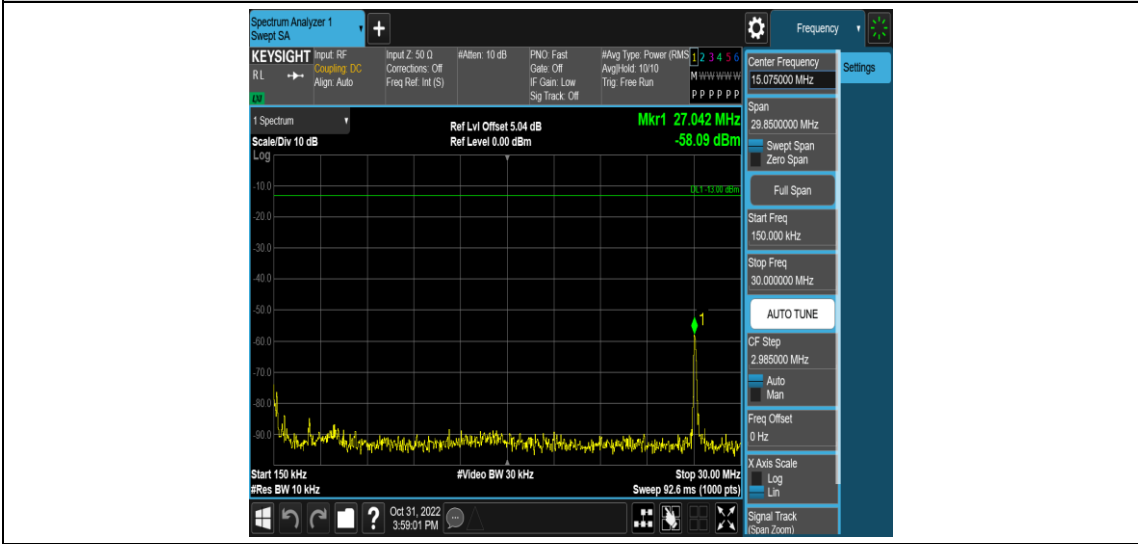 Spectrum Analyzer 1
Swept SA
+
Frequency
KEYSIGHT
RL
LXI
Input: RF
Coupling: DC
Align: Auto
Input Z: 50 Ω
Corrections: Off
Freq Ref: Int (S)
#Atten: 10 dB
PNO: Fast
Gate: Off
IF Gain: Low
Sig Track: Off
#Avg Type: Power (RMS
Avg|Hold: 10/10
Trig: Free Run
1 2 3 4 5 6
M W W W W W
P P P P P P
1 Spectrum
Scale/Div 10 dB
Log
Ref Lvl Offset 5.04 dB
Ref Level 0.00 dBm
Mkr1 27.042 MHz
-58.09 dBm
DL1 -13.00 dBm
-10.0
-20.0
-30.0
-40.0
-50.0
-60.0
-70.0
-80.0
-90.0
1
Start 150 kHz
#Res BW 10 kHz
#Video BW 30 kHz
Stop 30.00 MHz
Sweep 92.6 ms (1000 pts)
?
Oct 31, 2022
3:59:01 PM
Center Frequency
15.075000 MHz
Settings
Span
29.8500000 MHz
Swept Span
Zero Span
Full Span
Start Freq
150.000 kHz
Stop Freq
30.000000 MHz
AUTO TUNE
CF Step
2.985000 MHz
Auto
Man
Freq Offset
0 Hz
X Axis Scale
Log
Lin
Signal Track
(Span Zoom)